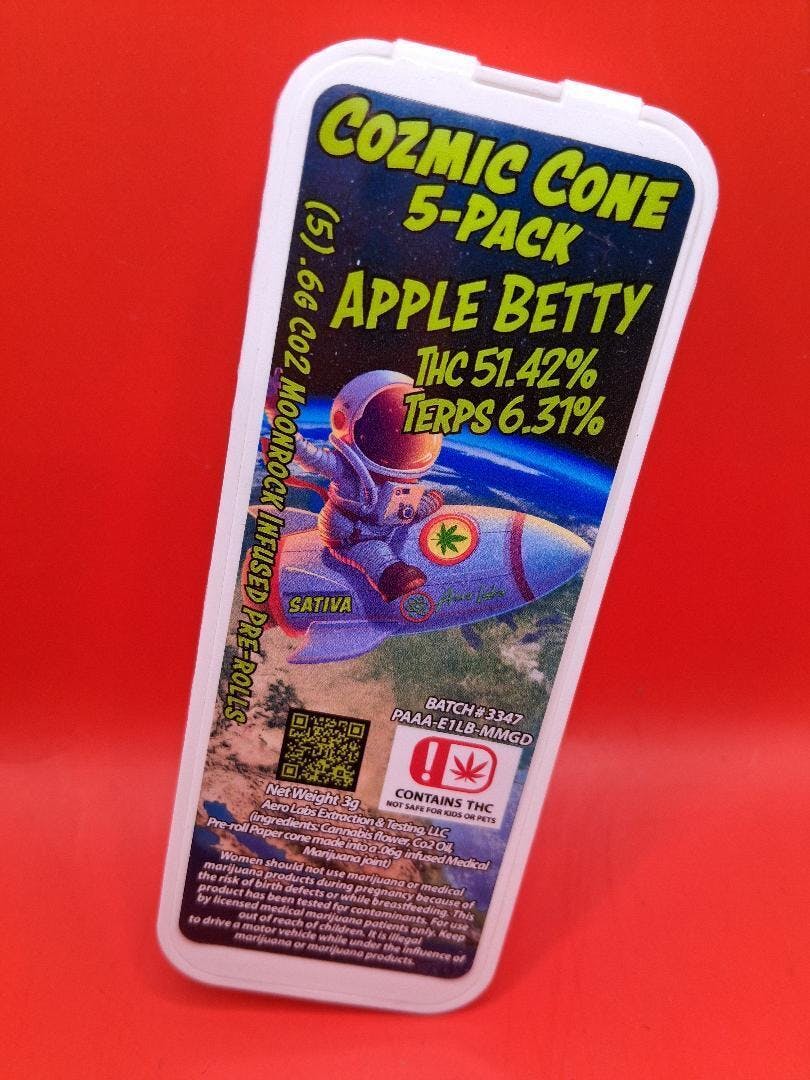 COZMIC CONE
5-PACK
APPLE BETTY
THC 51.42%
TERPS 6.31%
(5) .6G CO2 MOONROCK INFUSED PRE-ROLLS
SATIVA
Aero Labs
BATCH # 3347
PAAA-E1LB-MMGD
CONTAINS THC
NOT SAFE FOR KIDS OR PETS
Net Weight .3g
Aero Labs Extraction & Testing, LLC
(ingredients: Cannabis flower, Co2 Oil,
Pre-roll Paper cone made into a .06g infused Medical
Marijuana joint)
Women should not use marijuana or medical
marijuana products during pregnancy because of
the risk of birth defects or while breastfeeding. This
product has been tested for contaminants. For use
by licensed medical marijuana patients only. Keep
out of reach of children. It is illegal
to drive a motor vehicle while under the influence of
marijuana or marijuana products.